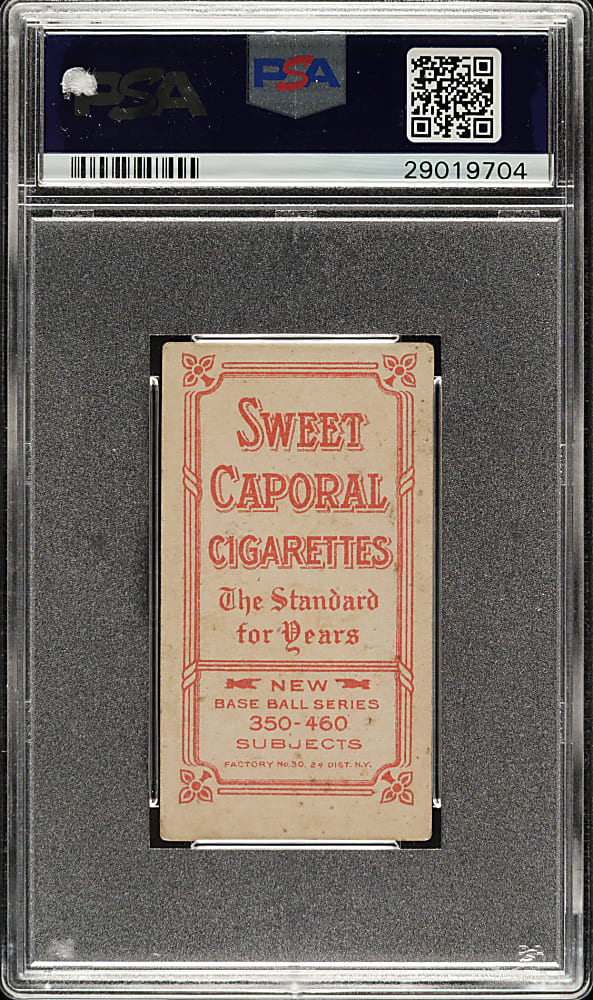 PSA PSA
29019704
SWEET
CAPORAL
CIGARETTES
The Standard
for Years
NEW
BASE BALL SERIES
350-460
SUBJECTS
FACTORY No. 30, 2d DIST. N.Y.